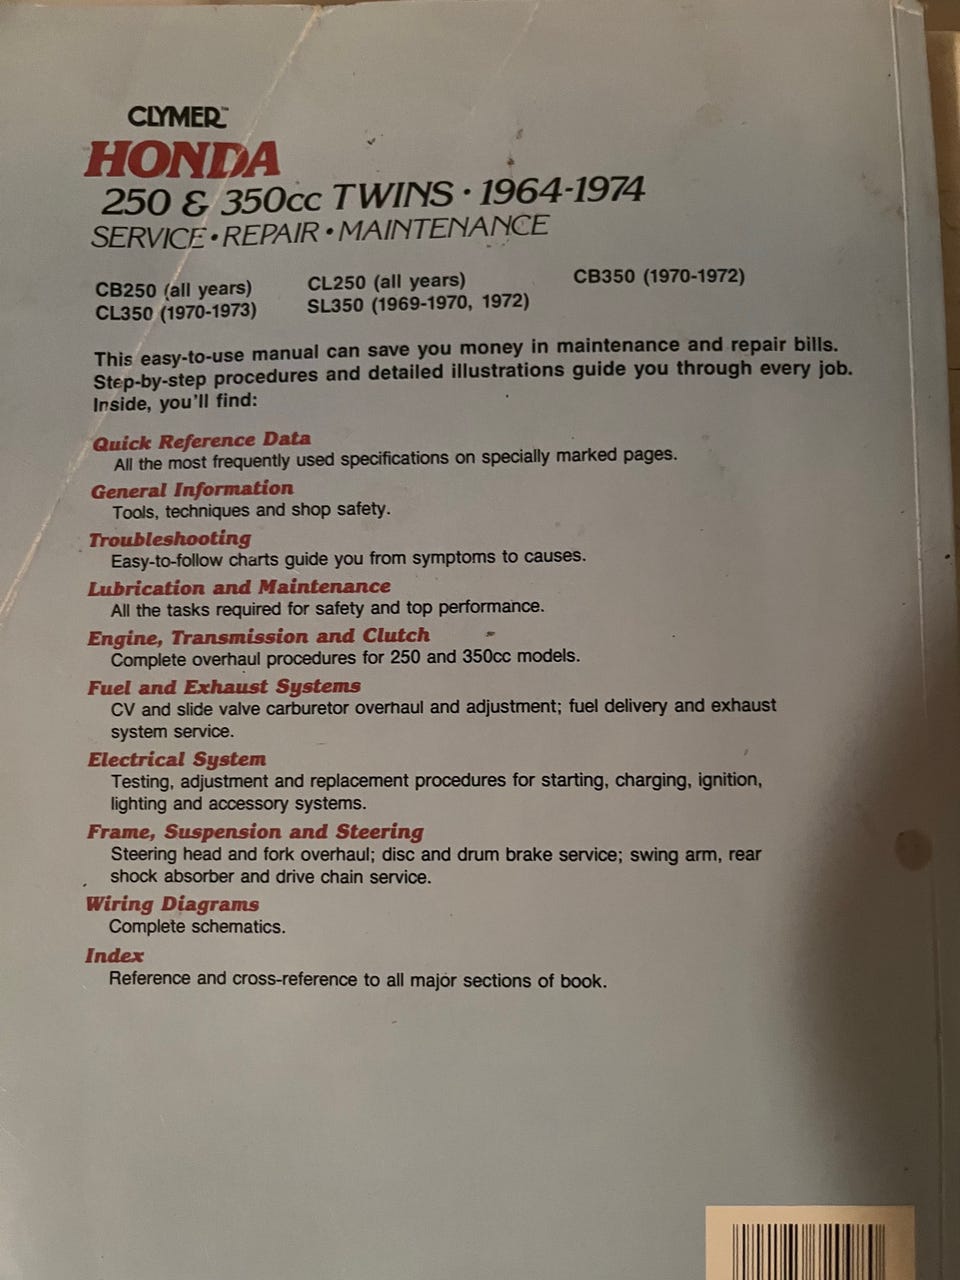 CLYMER™
HONDA
250 & 350cc TWINS · 1964-1974
SERVICE • REPAIR • MAINTENANCE
CB250 (all years) CL250 (all years) CB350 (1970-1972)
CL350 (1970-1973) SL350 (1969-1970, 1972)
This easy-to-use manual can save you money in maintenance and repair bills.
Step-by-step procedures and detailed illustrations guide you through every job.
Inside, you'll find:
Quick Reference Data
All the most frequently used specifications on specially marked pages.
General Information
Tools, techniques and shop safety.
Troubleshooting
Easy-to-follow charts guide you from symptoms to causes.
Lubrication and Maintenance
All the tasks required for safety and top performance.
Engine, Transmission and Clutch
Complete overhaul procedures for 250 and 350cc models.
Fuel and Exhaust Systems
CV and slide valve carburetor overhaul and adjustment; fuel delivery and exhaust
system service.
Electrical System
Testing, adjustment and replacement procedures for starting, charging, ignition,
lighting and accessory systems.
Frame, Suspension and Steering
Steering head and fork overhaul; disc and drum brake service; swing arm, rear
shock absorber and drive chain service.
Wiring Diagrams
Complete schematics.
Index
Reference and cross-reference to all major sections of book.